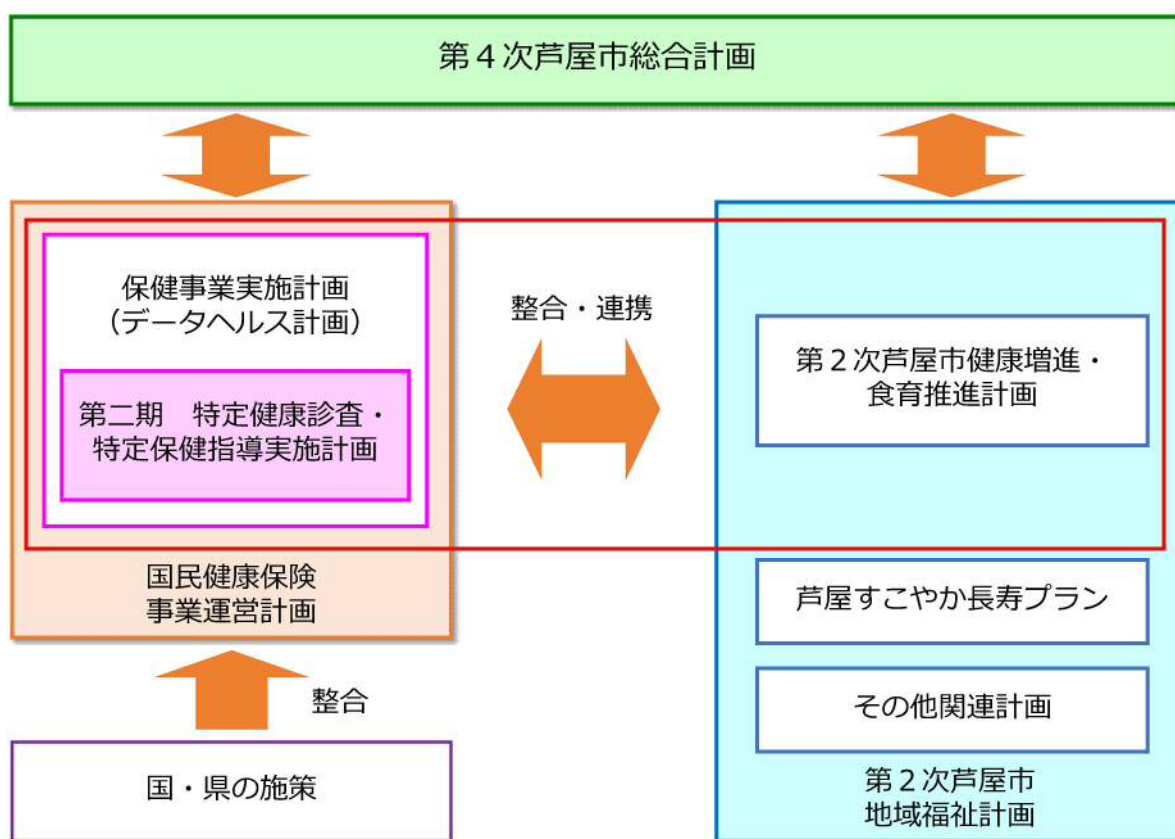 第４次芦屋市総合計画
保健事業実施計画
（データヘルス計画）
第二期　特定健康診査・
特定保健指導実施計画
国民健康保険
事業運営計画
整合
国・県の施策
整合・連携
第２次芦屋市健康増進・
食育推進計画
芦屋すこやか長寿プラン
その他関連計画
第２次芦屋市
地域福祉計画